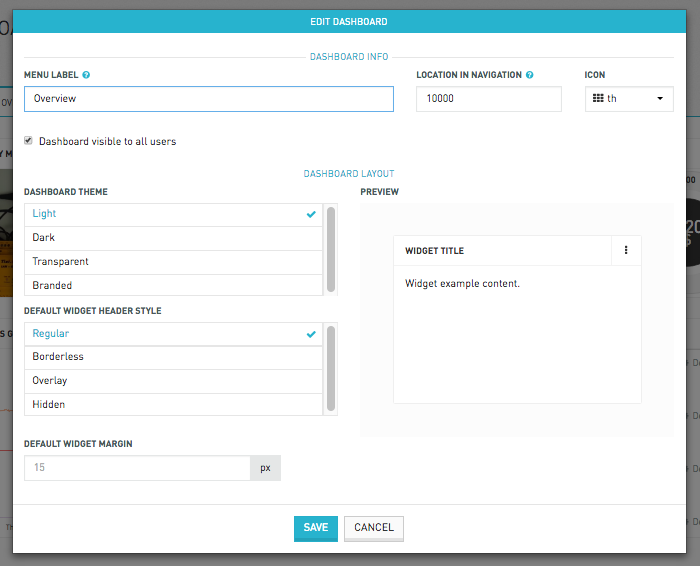 EDIT DASHBOARD
DASHBOARD INFO
MENU LABEL ?
LOCATION IN NAVIGATION ?
ICON
Overview
10000
th
Dashboard visible to all users
DASHBOARD LAYOUT
DASHBOARD THEME
PREVIEW
Light
Dark
Transparent
Branded
WIDGET TITLE
Widget example content.
DEFAULT WIDGET HEADER STYLE
Regular
Borderless
Overlay
Hidden
DEFAULT WIDGET MARGIN
15
px
SAVE
CANCEL